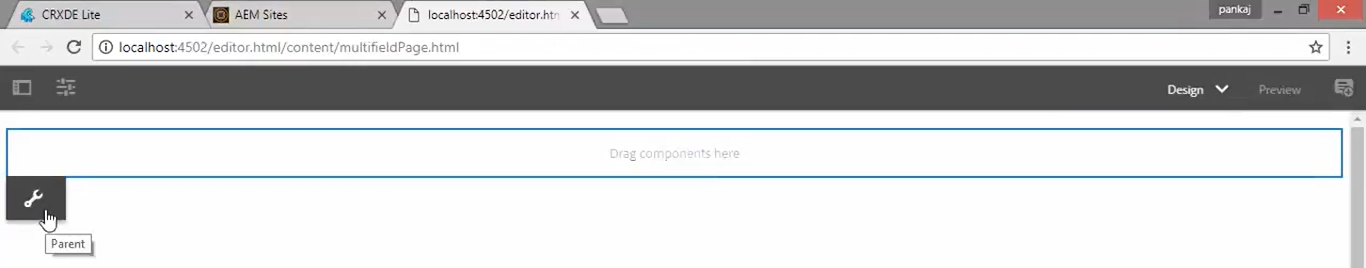 CRXDE Lite
AEM Sites
localhost:4502/editor.htm
pankaj
localhost:4502/editor.html/content/multifieldPage.html
Design
Preview
Drag components here
Parent